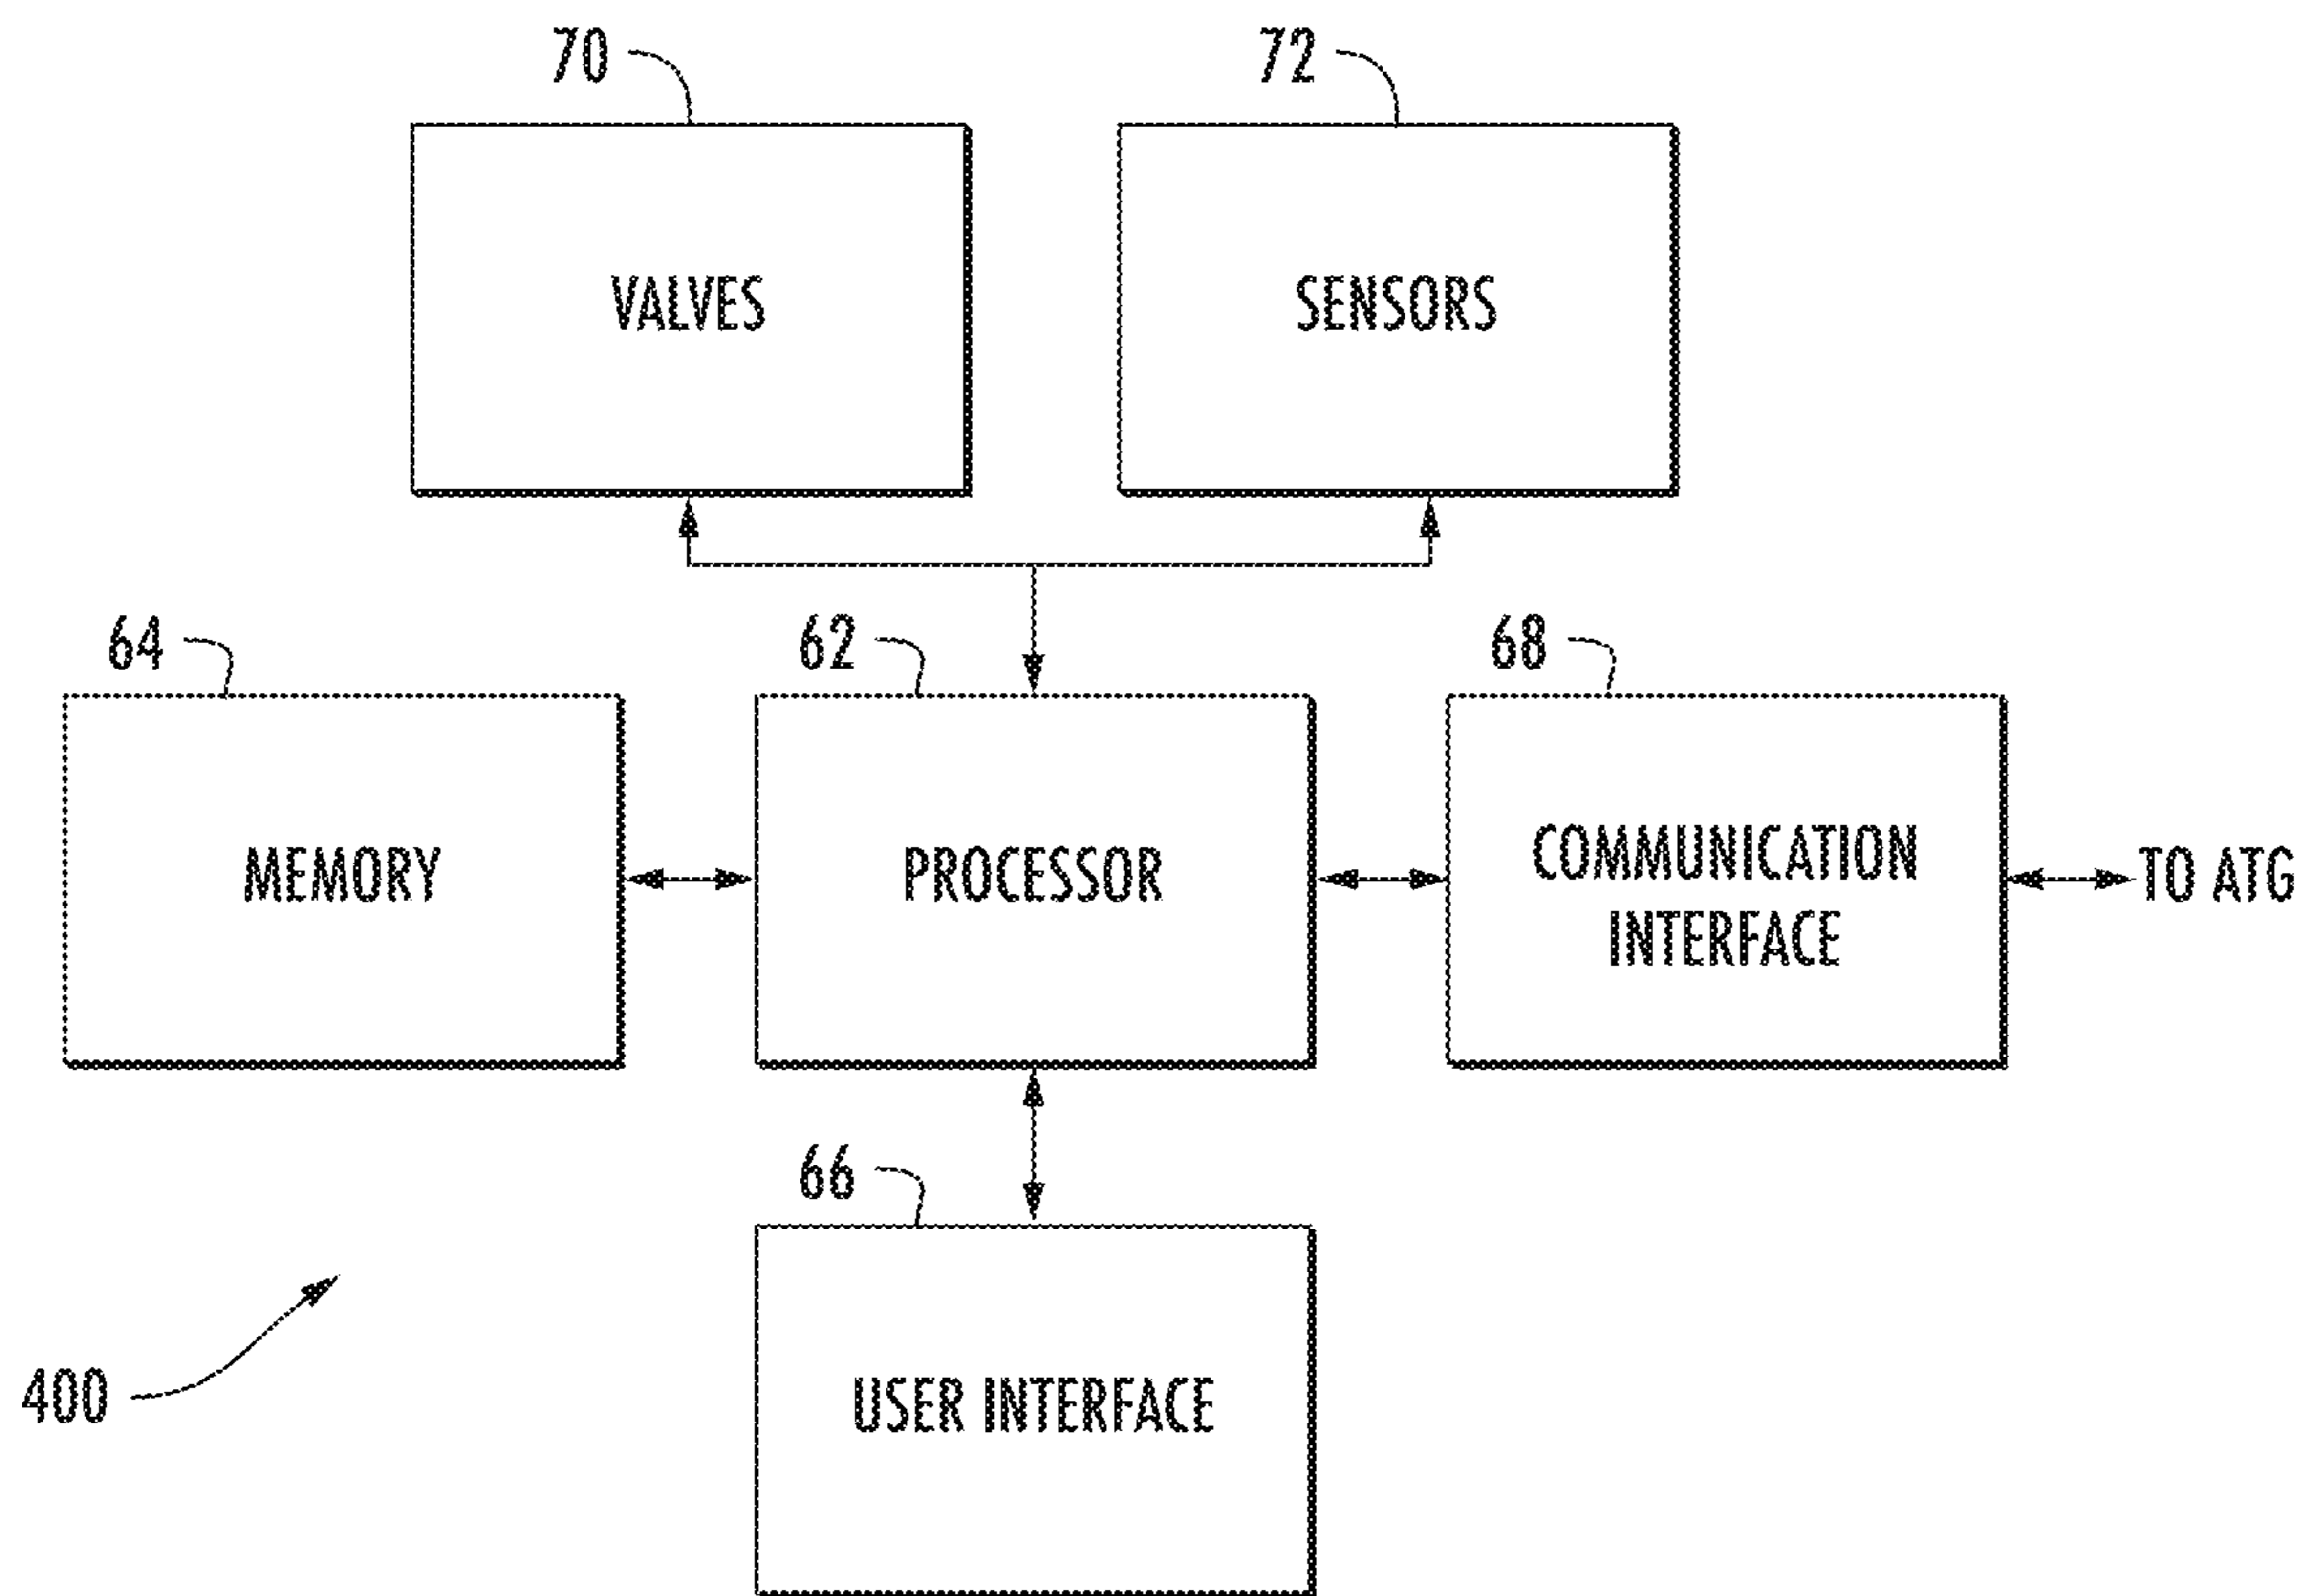 70
72
VALVES
SENSORS
64
62
68
MEMORY
PROCESSOR
COMMUNICATION
INTERFACE
TO ATG
66
USER INTERFACE
400